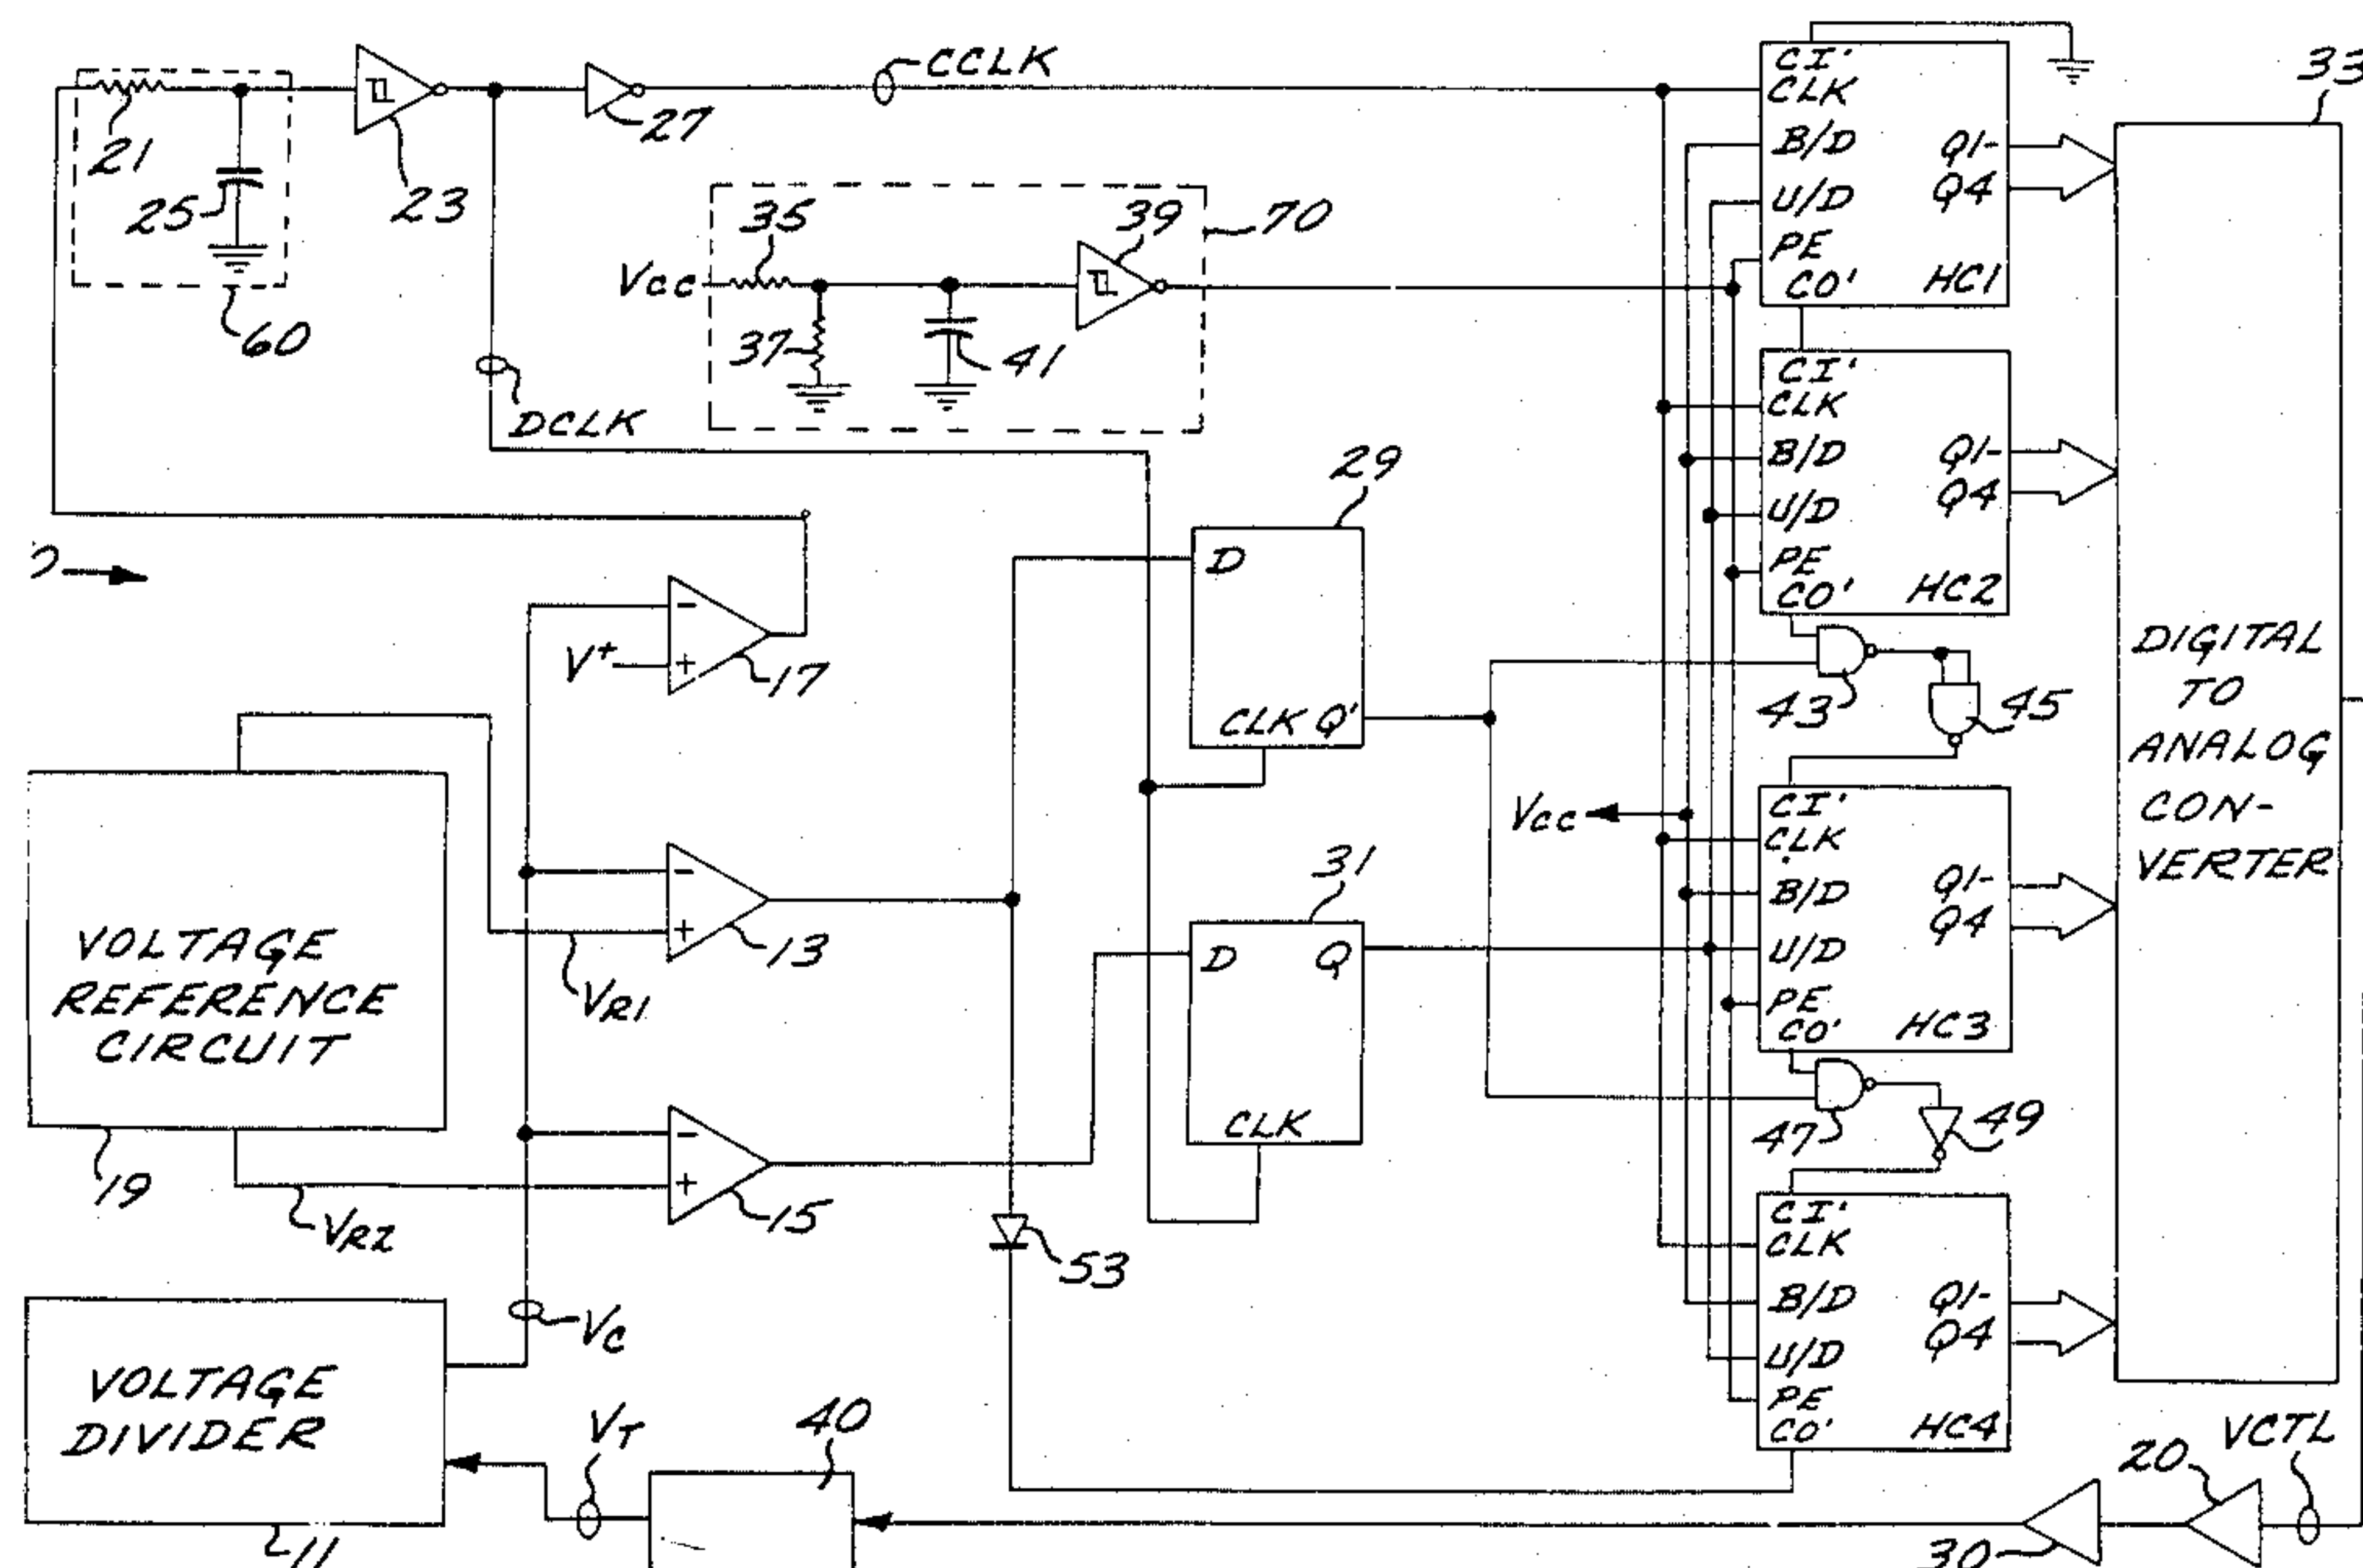 CCLK
33
CI'
CLK
B/D
U/D
PE
CO'
Q1-
Q4
HC1
21
25
23
27
60
DCLK
Vcc
35
37
39
41
70
CI'
CLK
B/D
U/D
PE
CO'
Q1-
Q4
HC2
29
D
CLK Q'
V+
-
+
17
43
45
DIGITAL
TO
ANALOG
CON-
VERTER
VOLTAGE
REFERENCE
CIRCUIT
19
-
+
13
VR1
Vcc
31
D
Q
CLK
CI'
CLK
B/D
U/D
PE
CO'
Q1-
Q4
HC3
-
+
15
VR2
53
47
49
CI'
CLK
B/D
U/D
PE
CO'
Q1-
Q4
HC4
Vc
VOLTAGE
DIVIDER
11
VT
40
30
20
VCTL